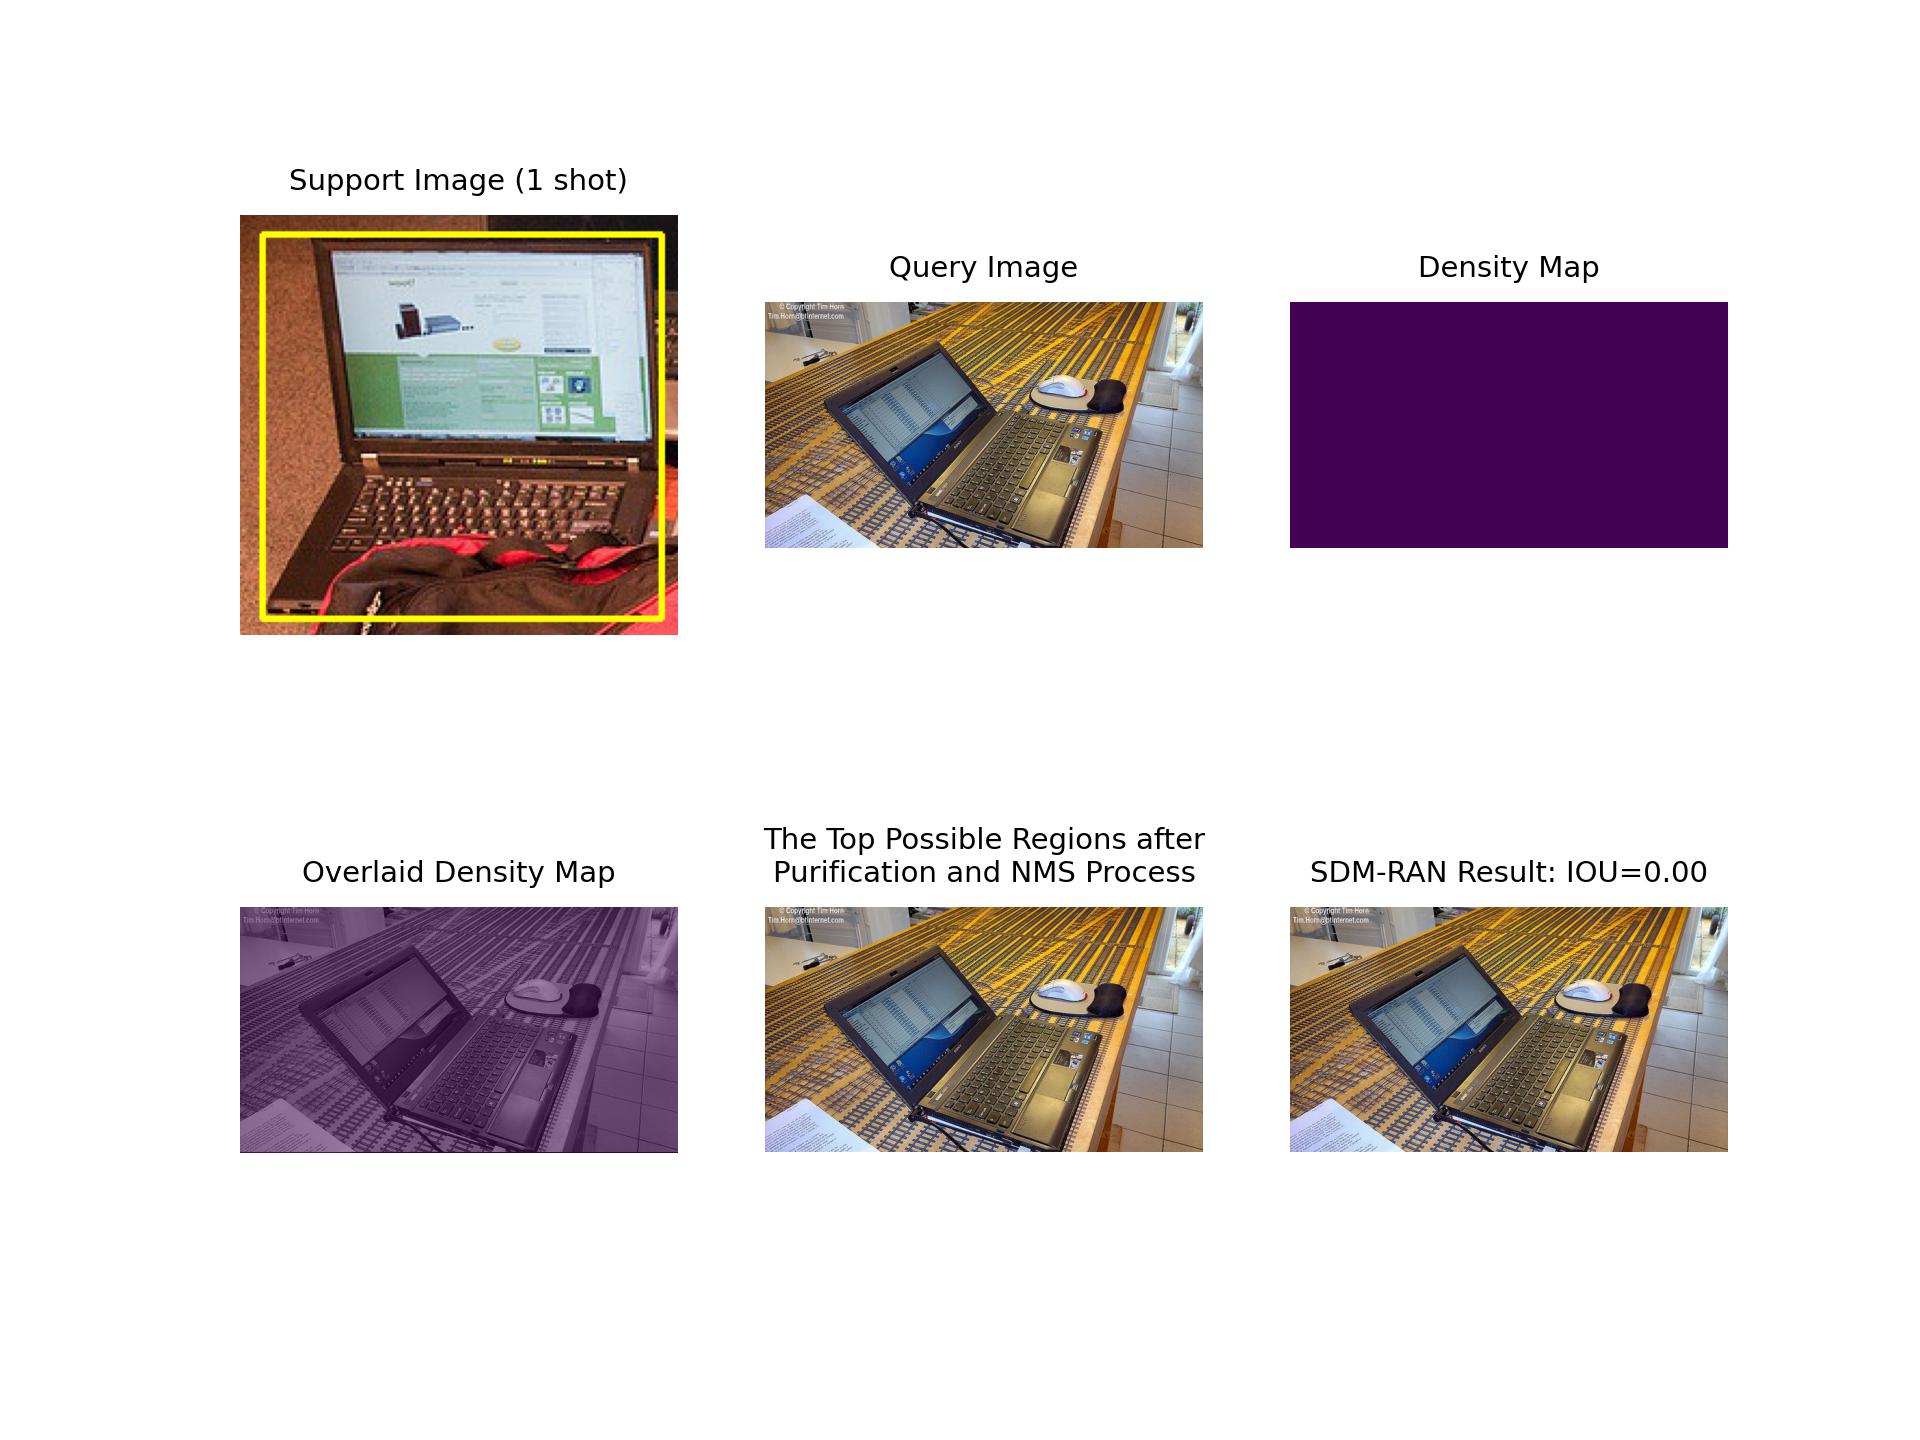 Support Image (1 shot)
Query Image
© Copyright Tim Horn
Tim.Horn@btinternet.com
Density Map
Overlaid Density Map
© Copyright Tim Horn
Tim.Horn@btinternet.com
The Top Possible Regions after
Purification and NMS Process
© Copyright Tim Horn
Tim.Horn@btinternet.com
SDM-RAN Result: IOU=0.00
© Copyright Tim Horn
Tim.Horn@btinternet.com